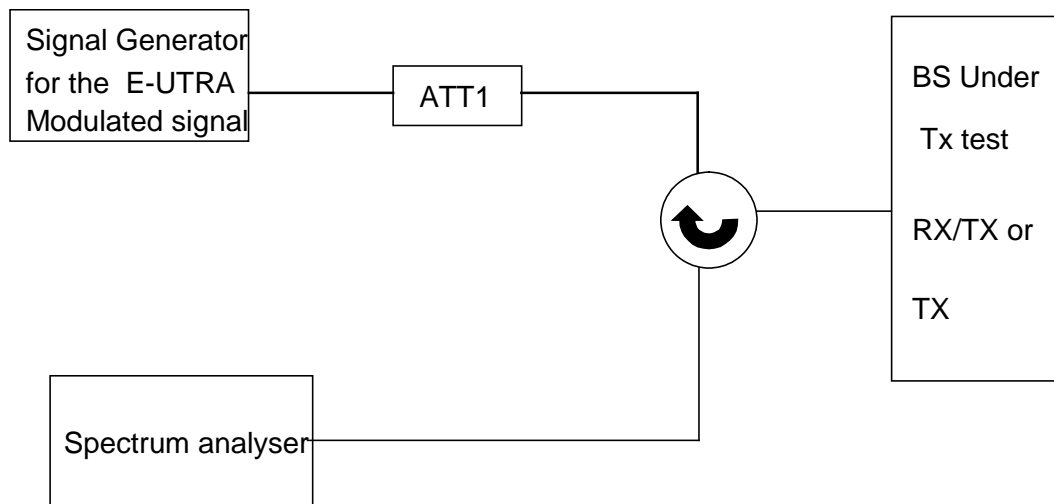 Signal Generator
for the E-UTRA
Modulated signal
ATT1
BS Under
Tx test
RX/TX or
TX
Spectrum analyser